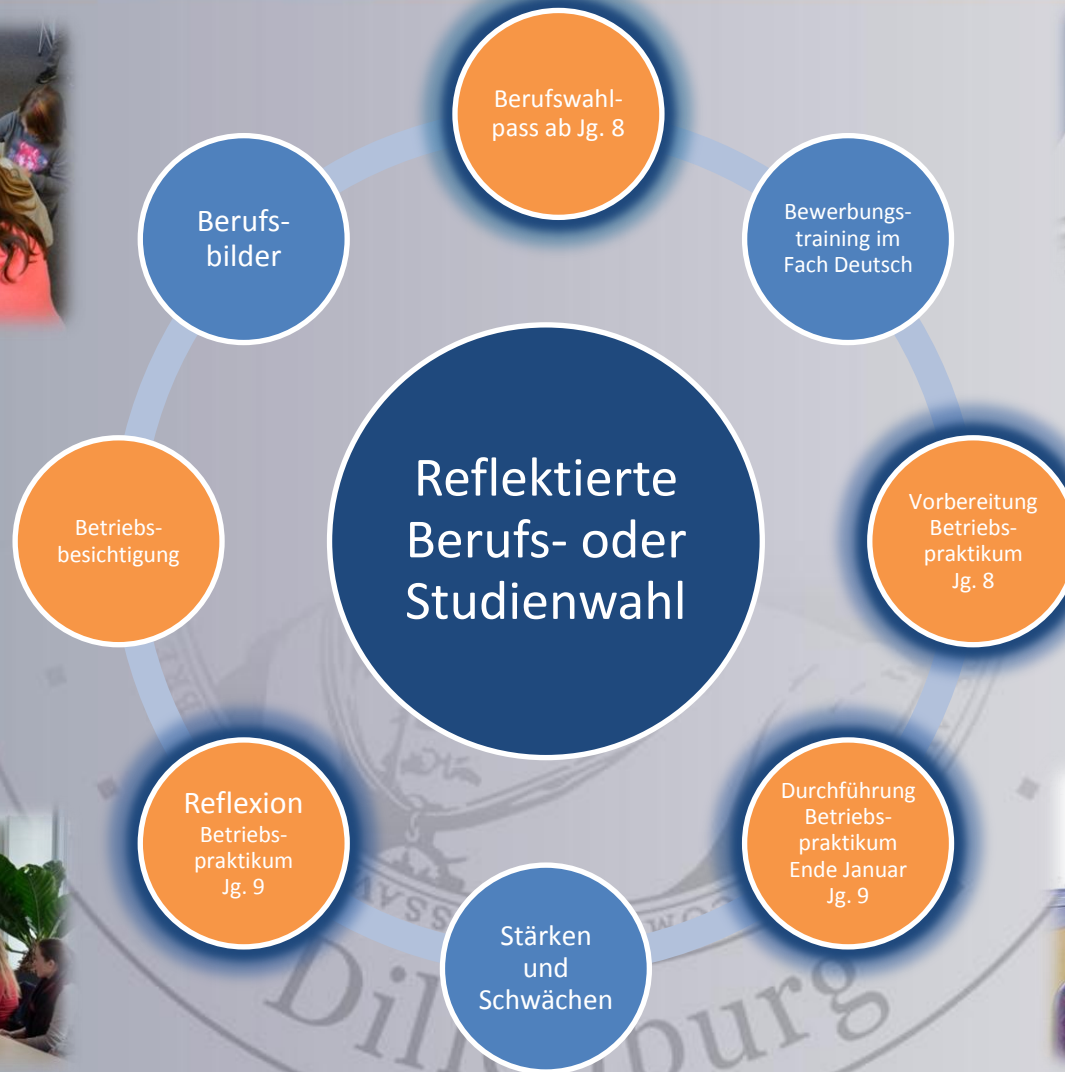 Berufswahl-
pass ab Jg. 8
Bewerbungs-
training im
Fach Deutsch
Vorbereitung
Betriebs-
praktikum
Jg. 8
Durchführung
Betriebs-
praktikum
Ende Januar
Jg. 9
Stärken
und
Schwächen
Reflexion
Betriebs-
praktikum
Jg. 9
Betriebs-
besichtigung
Berufs-
bilder
Reflektierte
Berufs- oder
Studienwahl